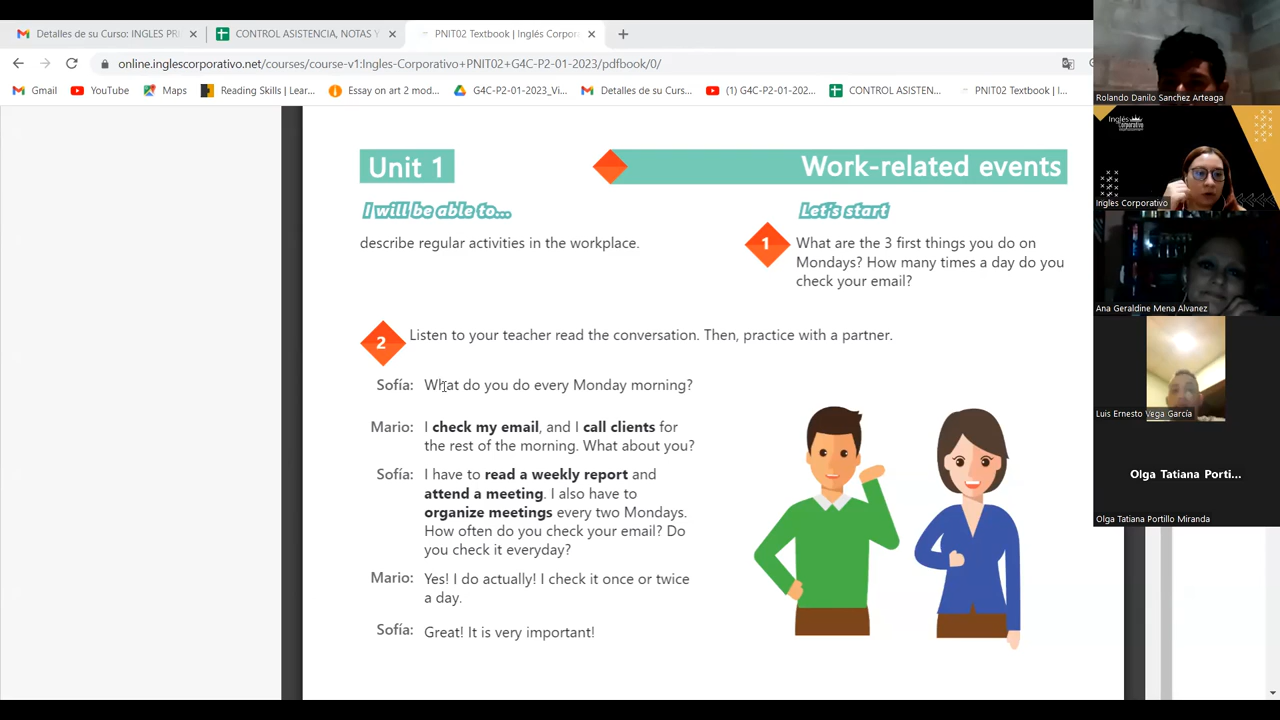 Detalles de su Curso: INGLES PRI
CONTROL ASISTENCIA, NOTAS Y
PNIT02 Textbook | Inglés Corpor
online.inglescorporativo.net/courses/course-v1:Ingles-Corporativo+PNIT02+G4C-P2-01-2023/pdfbook/0/
Gmail
YouTube
Maps
Reading Skills | Lear...
Essay on art 2 mod...
G4C-P2-01-2023_Vi...
Detalles de su Curs...
(1) G4C-P2-01-202...
CONTROL ASISTEN...
PNIT02 Textbook | I...
Unit 1
Work-related events
I will be able to...
Let's start
describe regular activities in the workplace.
1
What are the 3 first things you do on
Mondays? How many times a day do you
check your email?
2
Listen to your teacher read the conversation. Then, practice with a partner.
Sofía: What do you do every Monday morning?
Mario: I check my email, and I call clients for
the rest of the morning. What about you?
Sofía: I have to read a weekly report and
attend a meeting. I also have to
organize meetings every two Mondays.
How often do you check your email? Do
you check it everyday?
Mario: Yes! I do actually! I check it once or twice
a day.
Sofía: Great! It is very important!
Rolando Danilo Sanchez Arteaga
Inglés
Corporativo
Ingles Corporativo
Ana Geraldine Mena Alvanez
Luis Ernesto Vega García
Olga Tatiana Porti...
Olga Tatiana Portillo Miranda